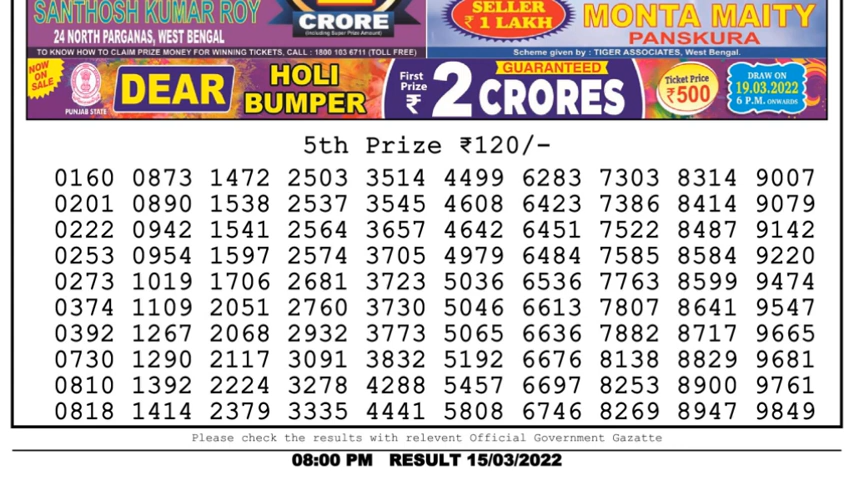 SANTHOSH KUMAR ROY
24 NORTH PARGANAS, WEST BENGAL
CRORE
(Including Super Prize Amount)
SELLER
₹ 1 LAKH
MONTA MAITY
PANSKURA
TO KNOW HOW TO CLAIM PRIZE MONEY FOR WINNING TICKETS, CALL : 1800 103 6711 (TOLL FREE)
Scheme given by : TIGER ASSOCIATES, West Bengal.
NOW ON SALE
PUNJAB STATE
DEAR
HOLI
BUMPER
First
Prize
₹
2 CRORES
GUARANTEED
Ticket Price
₹500
DRAW ON
19.03.2022
6 P.M. ONWARDS
5th Prize ₹120/-
0160 0873 1472 2503 3514 4499 6283 7303 8314 9007
0201 0890 1538 2537 3545 4608 6423 7386 8414 9079
0222 0942 1541 2564 3657 4642 6451 7522 8487 9142
0253 0954 1597 2574 3705 4979 6484 7585 8584 9220
0273 1019 1706 2681 3723 5036 6536 7763 8599 9474
0374 1109 2051 2760 3730 5046 6613 7807 8641 9547
0392 1267 2068 2932 3773 5065 6636 7882 8717 9665
0730 1290 2117 3091 3832 5192 6676 8138 8829 9681
0810 1392 2224 3278 4288 5457 6697 8253 8900 9761
0818 1414 2379 3335 4441 5808 6746 8269 8947 9849
Please check the results with relevent Official Government Gazatte
08:00 PM RESULT 15/03/2022